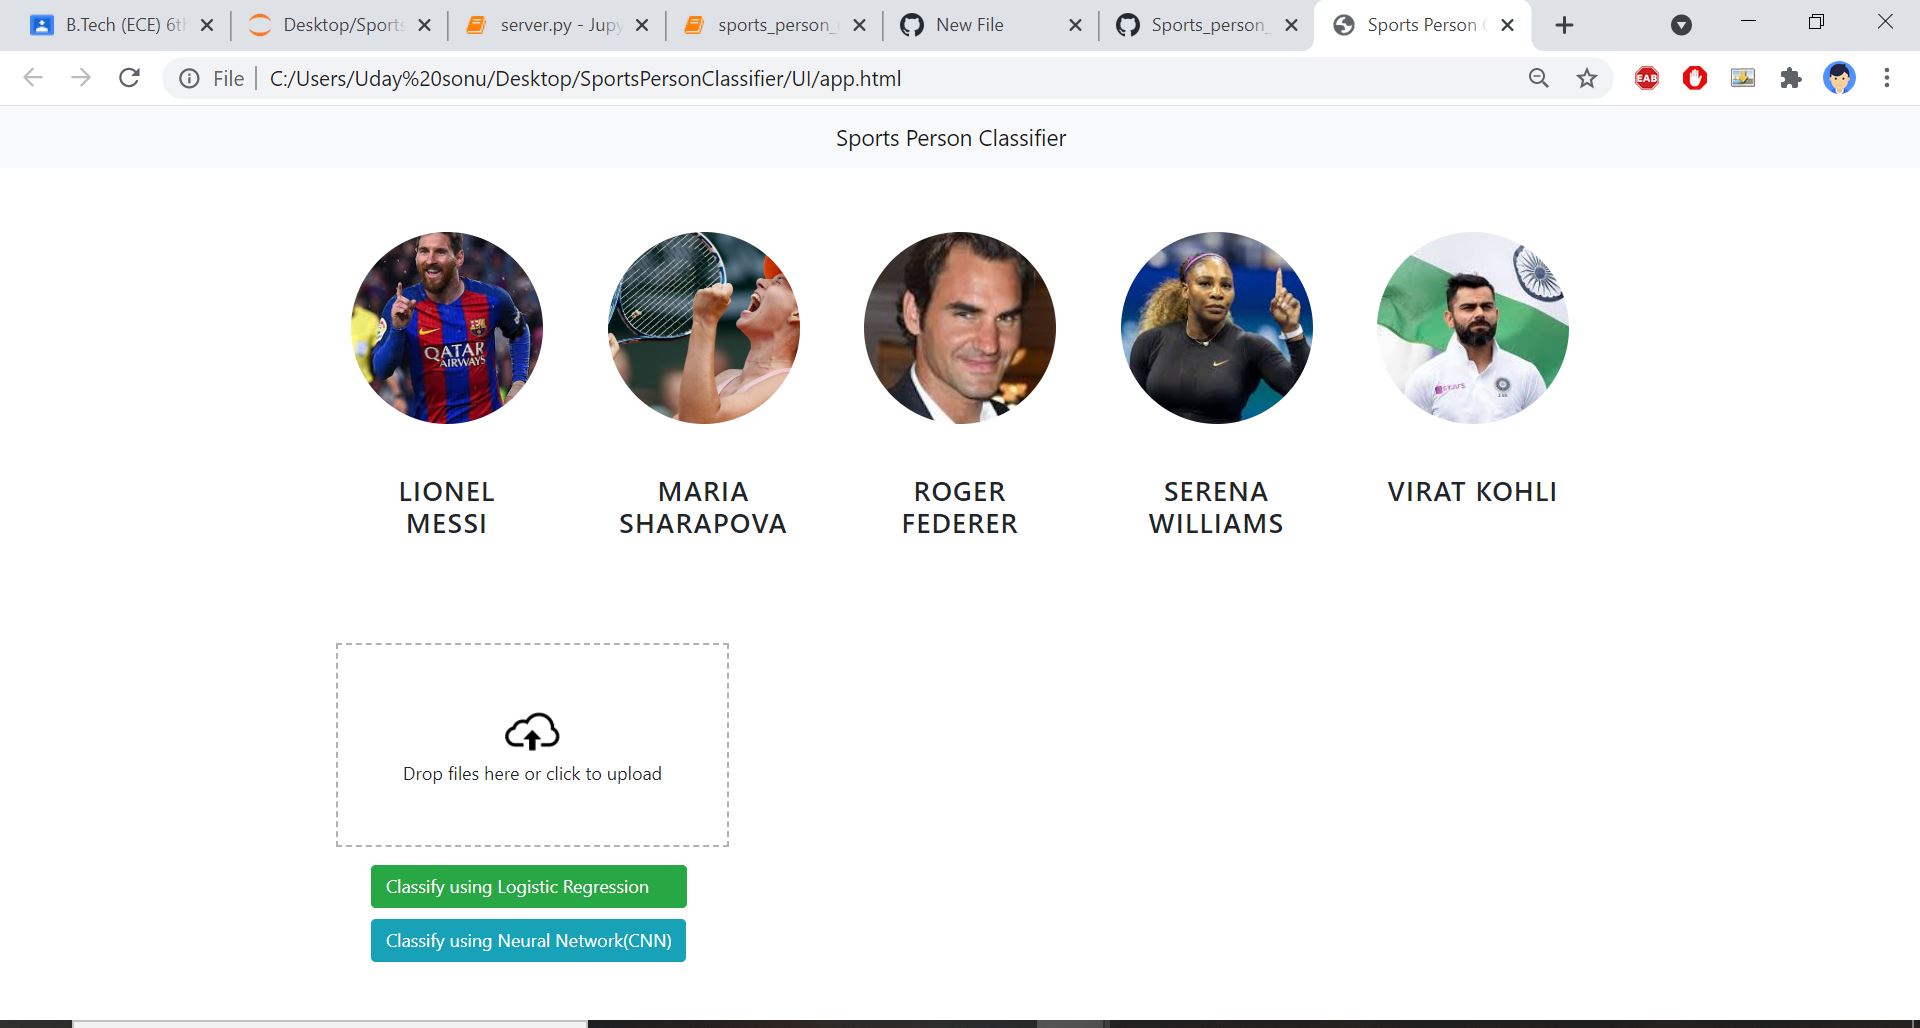 B.Tech (ECE) 6th
Desktop/Sports
server.py - Jupy
sports_person_
New File
Sports_person_
Sports Person
File
C:/Users/Uday%20sonu/Desktop/SportsPersonClassifier/UI/app.html
EAB
Sports Person Classifier
QATAR
AIRWAYS
BYJU'S
LIONEL
MESSI
MARIA
SHARAPOVA
ROGER
FEDERER
SERENA
WILLIAMS
VIRAT KOHLI
Drop files here or click to upload
Classify using Logistic Regression
Classify using Neural Network(CNN)